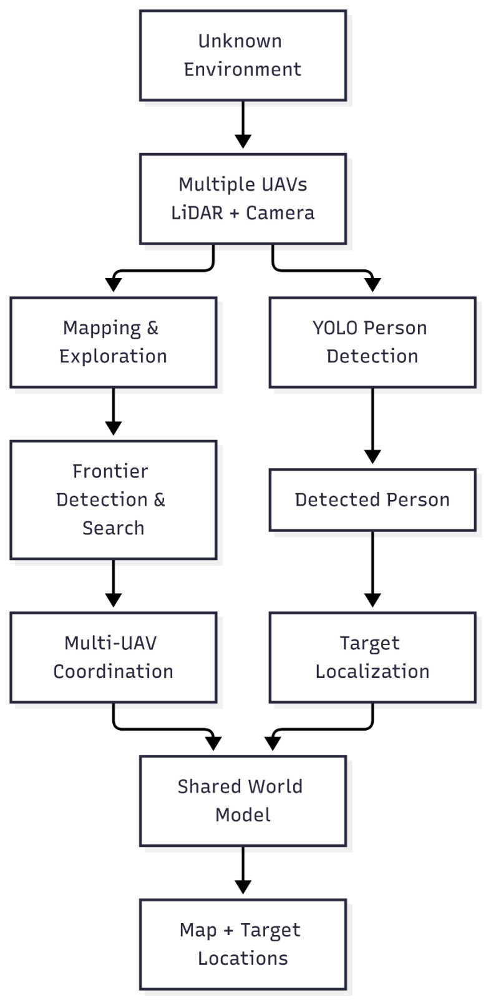 Unknown
Environment
Multiple UAVs
LiDAR + Camera
Mapping &
Exploration
YOLO Person
Detection
Frontier
Detection &
Search
Detected Person
Multi-UAV
Coordination
Target
Localization
Shared World
Model
Map + Target
Locations